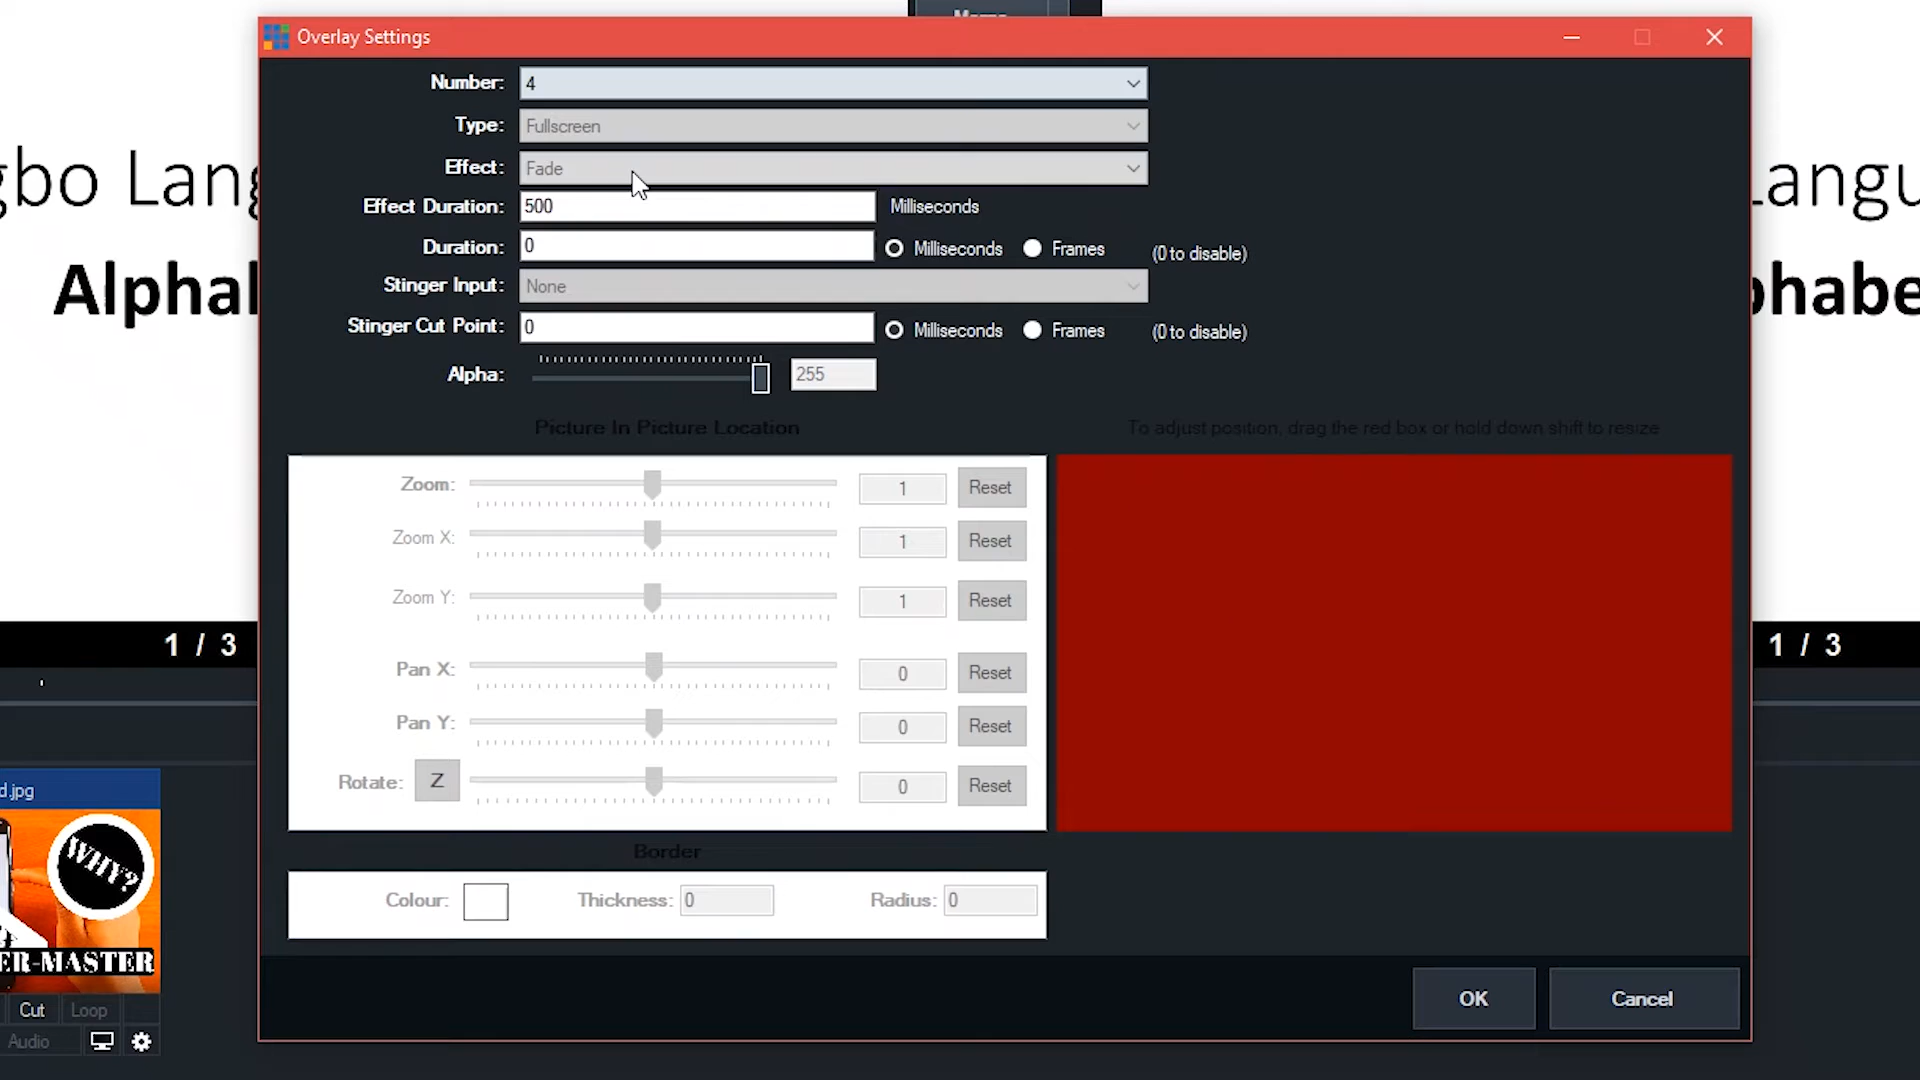 Overlay Settings
Number: 4
Type: Fullscreen
Effect: Fade
Effect Duration: 500 Milliseconds
Duration: 0 Milliseconds Frames (0 to disable)
Stinger Input: None
Stinger Cut Point: 0 Milliseconds Frames (0 to disable)
Alpha: 255
Picture In Picture Location
To adjust position, drag the red box or hold down shift to resize
Zoom: 1 Reset
Zoom X: 1 Reset
Zoom Y: 1 Reset
Pan X: 0 Reset
Pan Y: 0 Reset
Rotate: Z 0 Reset
Border
Colour: Thickness: 0 Radius: 0
OK Cancel
gbo Lang
Alphal
1 / 3
Langu
phabe
1 / 3
d.jpg
WHY?
ER-MASTER
Cut Loop
Audio